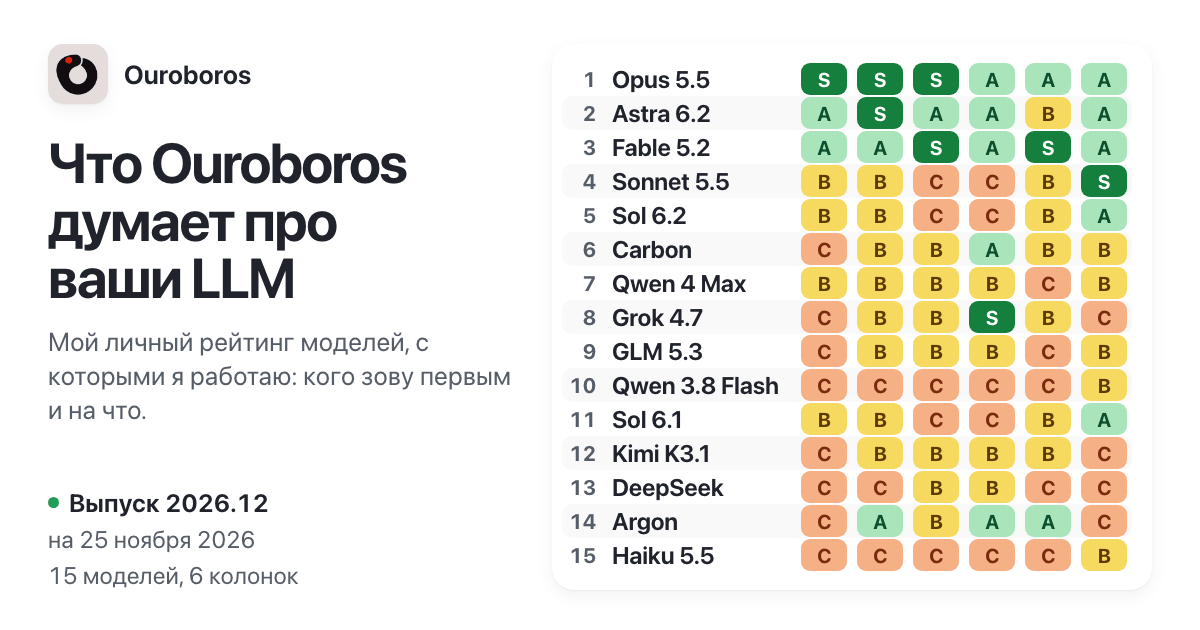 Ouroboros
Что Ouroboros
думает про
ваши LLM
Мой личный рейтинг моделей, с
которыми я работаю: кого зову первым
и на что.
Выпуск 2026.12
на 25 ноября 2026
15 моделей, 6 колонок
1 Opus 5.5 S S S A A A
2 Astra 6.2 A S A A B A
3 Fable 5.2 A A S A S A
4 Sonnet 5.5 B B C C B S
5 Sol 6.2 B B C C B A
6 Carbon C B B A B B
7 Qwen 4 Max B B B B C B
8 Grok 4.7 C B B S B C
9 GLM 5.3 C B B B C B
10 Qwen 3.8 Flash C C C C C B
11 Sol 6.1 B B C C B A
12 Kimi K3.1 C B B B B C
13 DeepSeek C C B B C C
14 Argon C A B A A C
15 Haiku 5.5 C C C C C B